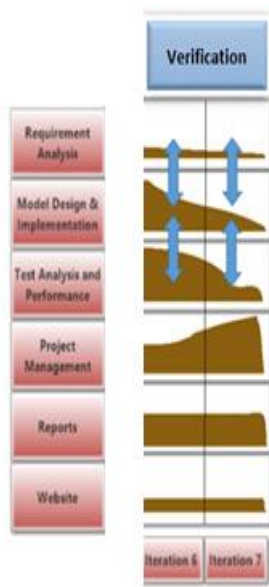 Verification
Requirement
Analysis
Model Design &
Implementation
Test Analysis and
Performance
Project
Management
Reports
Website
Iteration 6
Iteration 7